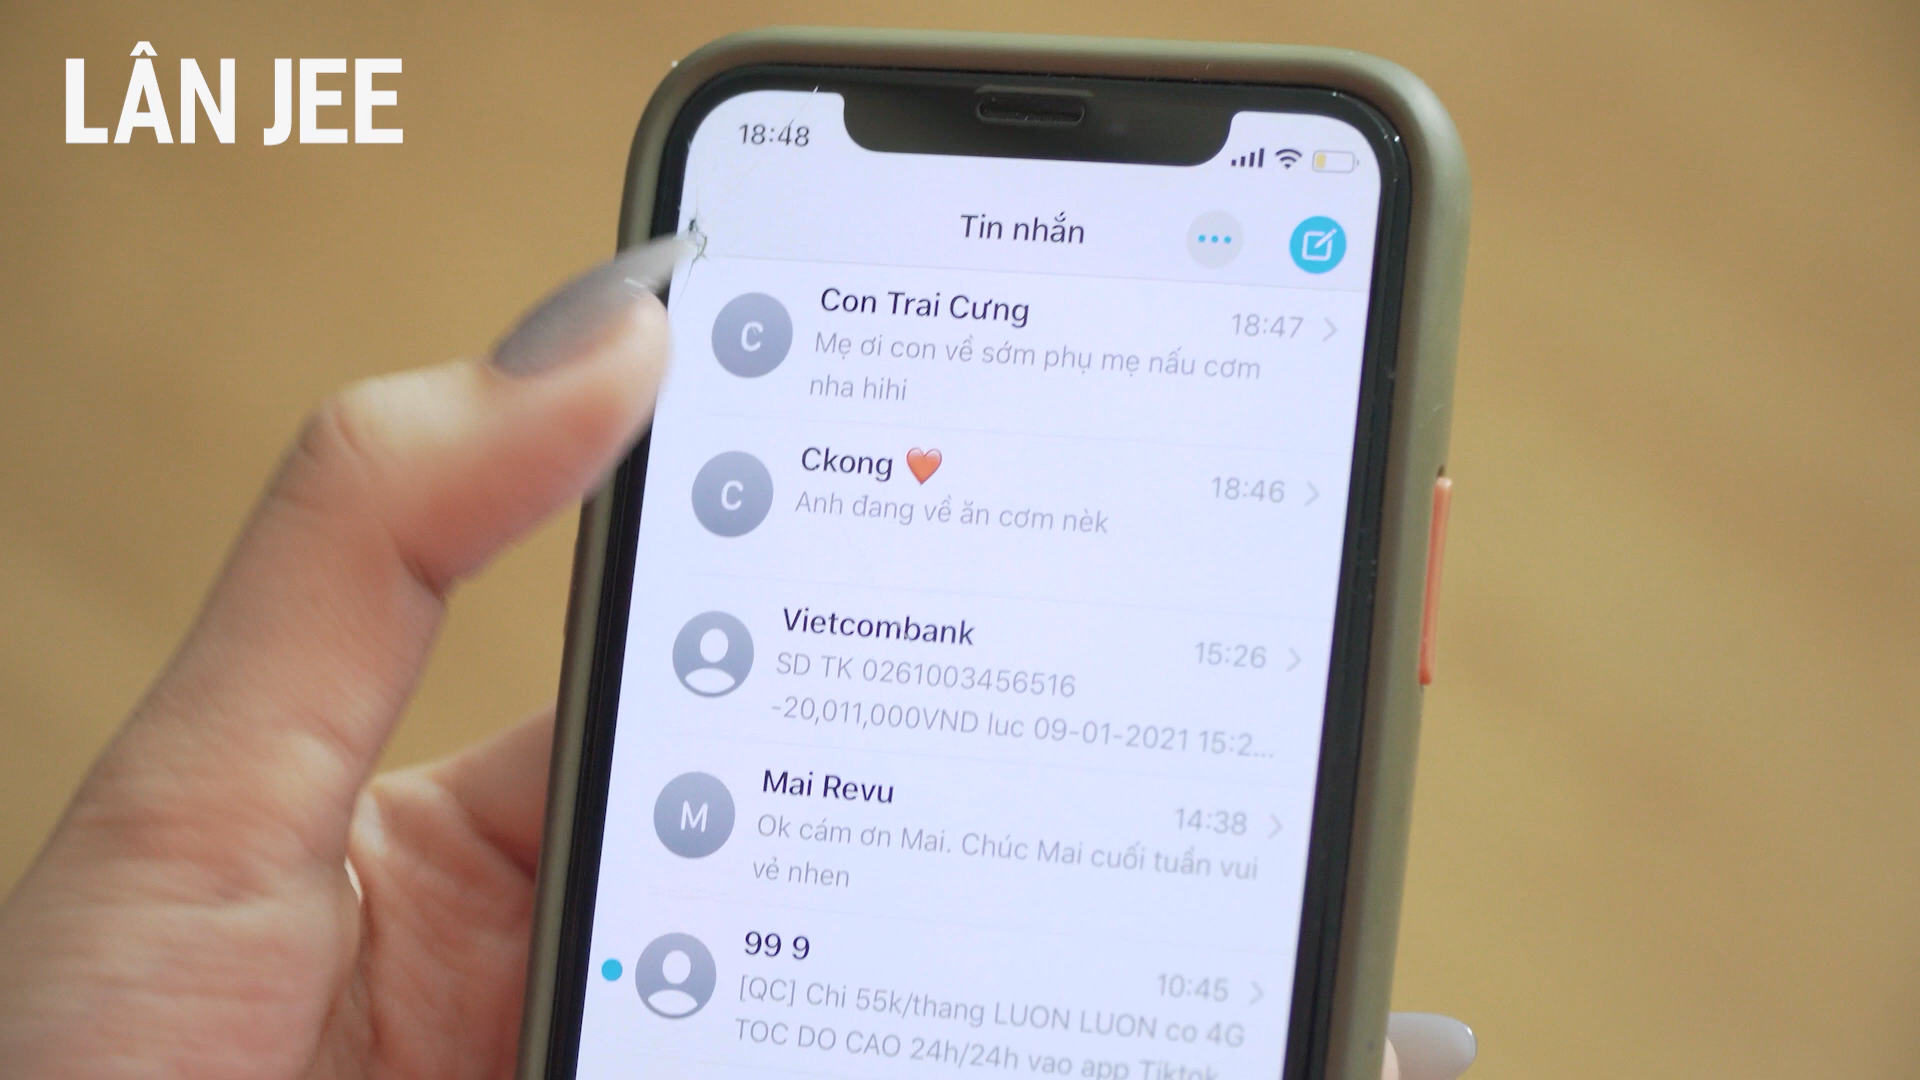 LÂN JEE
18:48
Tin nhắn
Con Trai Cưng
18:47
Mẹ ơi con về sớm phụ mẹ nấu cơm
nha hihi
Ckong ❤️
18:46
Anh đang về ăn cơm nèk
Vietcombank
15:26
SD TK 0261003456516
-20,011,000VND luc 09-01-2021 15:2...
Mai Revu
14:38
Ok cám ơn Mai. Chúc Mai cuối tuần vui
vẻ nhen
99 9
10:45
[QC] Chi 55k/thang LUON LUON co 4G
TOC DO CAO 24h/24h vao app Tiktok
C
C
M